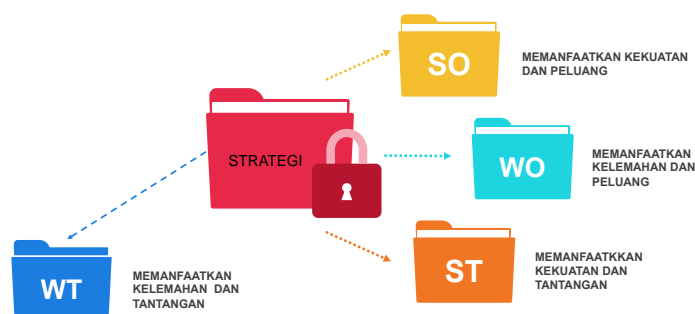 SO
MEMANFAATKAN KEKUATAN
DAN PELUANG
STRATEGI
WO
MEMANFAATKAN
KELEMAHAN DAN
PELUANG
ST
MEMANFAATKKAN
KEKUATAN DAN
TANTANGAN
WT
MEMANFAATKAN
KELEMAHAN DAN
TANTANGAN